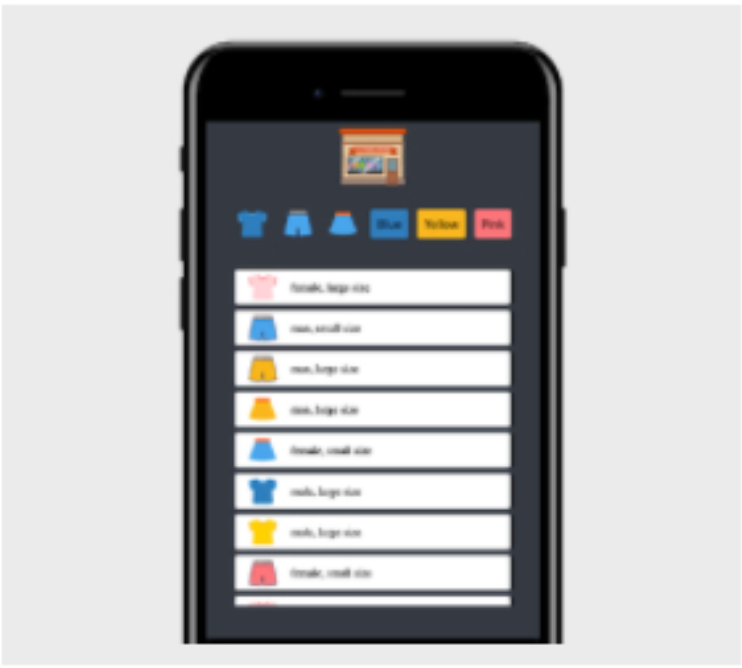 Blue Yellow Pink
female, large size
man, small size
man, large size
man, large size
female, small size
male, large size
male, large size
female, small size